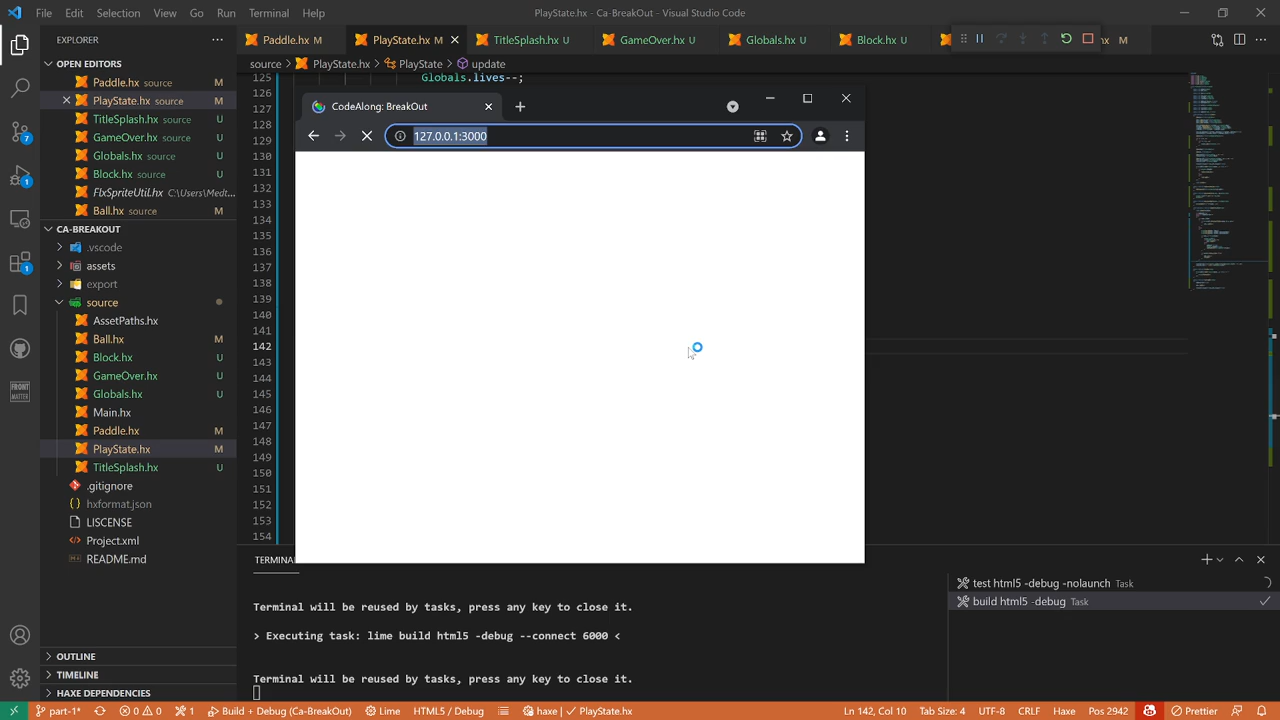 File Edit Selection View Go Run Terminal Help
PlayState.hx - Ca-BreakOut - Visual Studio Code
EXPLORER
Paddle.hx M
PlayState.hx M
TitleSplash.hx U
GameOver.hx U
Globals.hx U
Block.hx U
hx M
source > PlayState.hx > PlayState > update
OPEN EDITORS
Paddle.hx source M
PlayState.hx source M
TitleSplash.hx source U
GameOver.hx source U
Globals.hx source U
Block.hx source U
FlxSpriteUtil.hx C:\Users\Medt...
Ball.hx source M
CA-BREAKOUT
.vscode
assets
export
source
AssetPaths.hx
Ball.hx M
Block.hx U
GameOver.hx U
Globals.hx U
Main.hx
Paddle.hx M
PlayState.hx M
TitleSplash.hx U
.gitignore
hxformat.json
LISCENSE
Project.xml
README.md
OUTLINE
TIMELINE
HAXE DEPENDENCIES
7
1
1
FRONT
MATTER
125 Globals.lives--;
126
127
128
129
130
131
132
133
134
135
136
137
138
139
140
141
142
143
144
145
146
147
148
149
150
151
152
153
154
CodeAlong: BreakOut
127.0.0.1:3000
TERMINAL
Terminal will be reused by tasks, press any key to close it.
> Executing task: lime build html5 -debug --connect 6000 <
Terminal will be reused by tasks, press any key to close it.
test html5 -debug -nolaunch Task
build html5 -debug Task
part-1* 0 0 1 Build + Debug (Ca-BreakOut) Lime HTML5 / Debug haxe PlayState.hx Ln 142, Col 10 Tab Size: 4 UTF-8 CRLF Haxe Pos 2942 Prettier